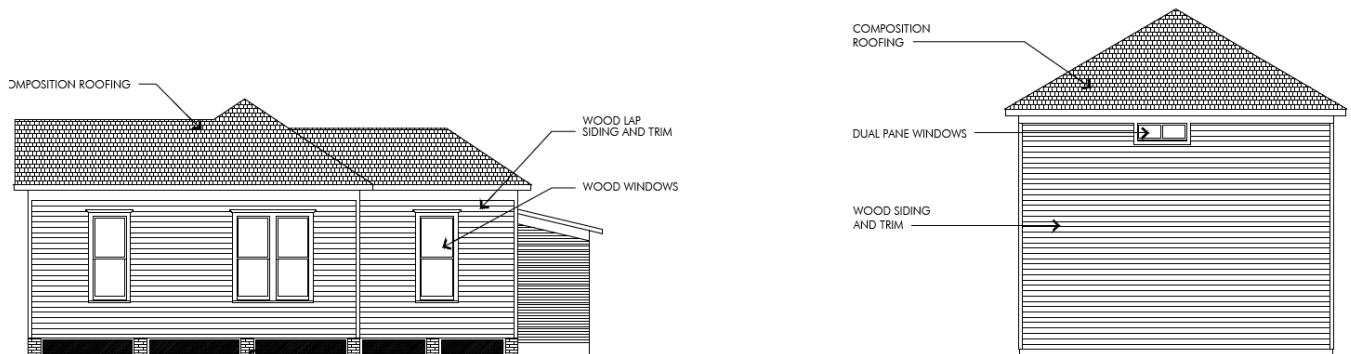 OMPOSITION ROOFING
WOOD LAP
SIDING AND TRIM
WOOD WINDOWS
COMPOSITION
ROOFING
DUAL PANE WINDOWS
WOOD SIDING
AND TRIM